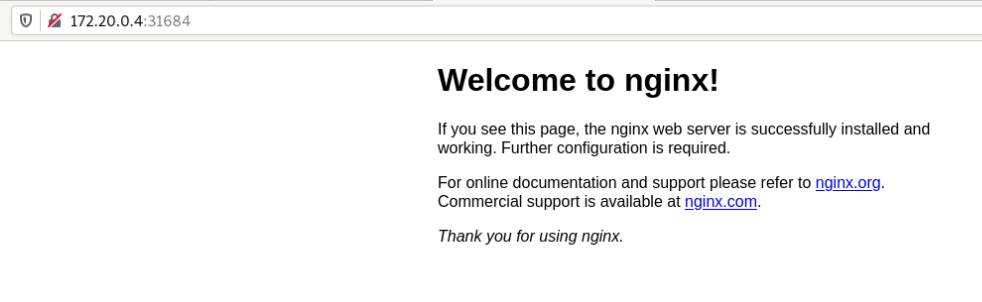 172.20.0.4:31684
Welcome to nginx!
If you see this page, the nginx web server is successfully installed and
working. Further configuration is required.
For online documentation and support please refer to nginx.org.
Commercial support is available at nginx.com.
Thank you for using nginx.